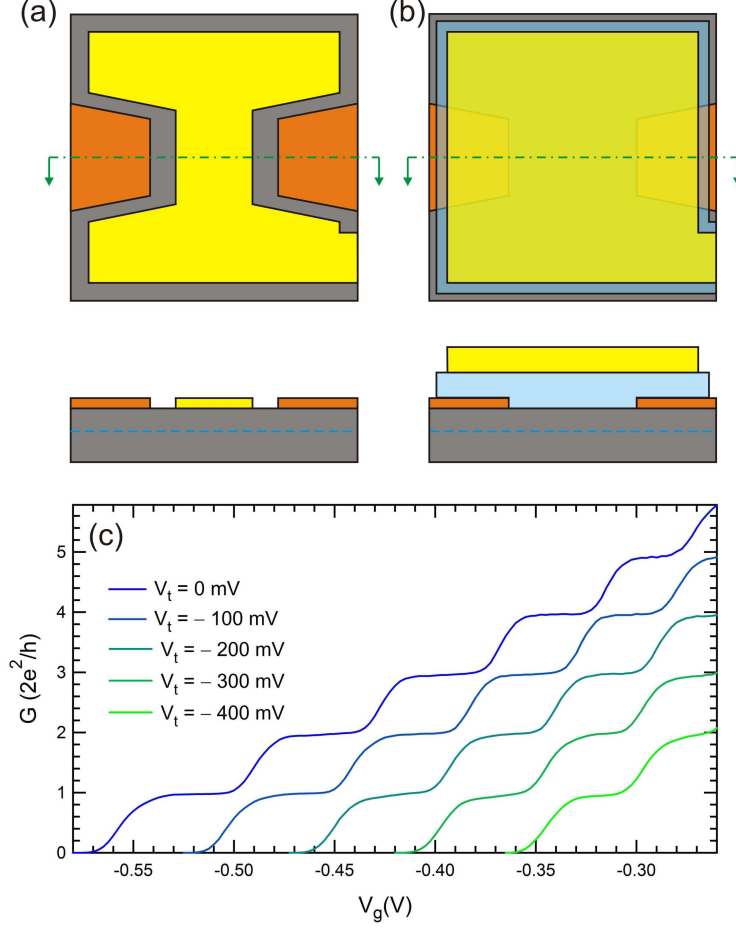 (a)
(b)
(c)
V_t = 0 mV
V_t = – 100 mV
V_t = – 200 mV
V_t = – 300 mV
V_t = – 400 mV
G (2e²/h)
5
4
3
2
1
0
-0.55
-0.50
-0.45
-0.40
-0.35
-0.30
V_g(V)